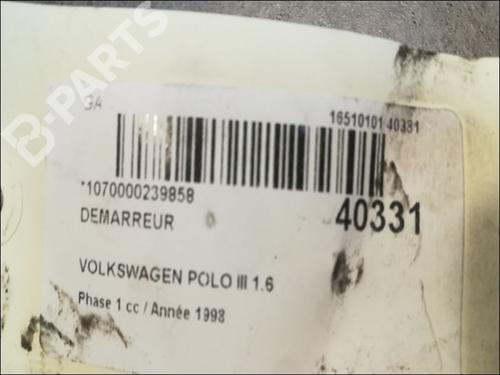 B-PARTS
GA
16510101 40331
*1070000239858
DEMARREUR
40331
VOLKSWAGEN POLO III 1.6
Phase 1 cc / Année 1998